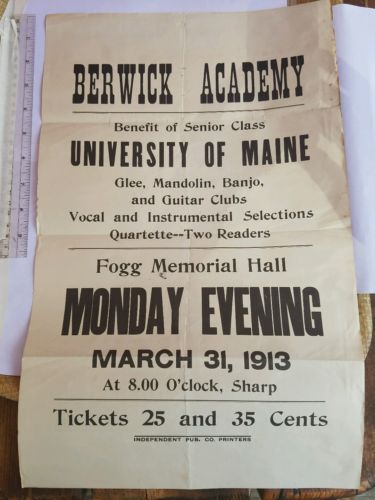 BERWICK ACADEMY
Benefit of Senior Class
UNIVERSITY OF MAINE
Glee, Mandolin, Banjo,
and Guitar Clubs
Vocal and Instrumental Selections
Quartette--Two Readers
Fogg Memorial Hall
MONDAY EVENING
MARCH 31, 1913
At 8.00 O'clock, Sharp
Tickets 25 and 35 Cents
INDEPENDENT PUB. CO. PRINTERS